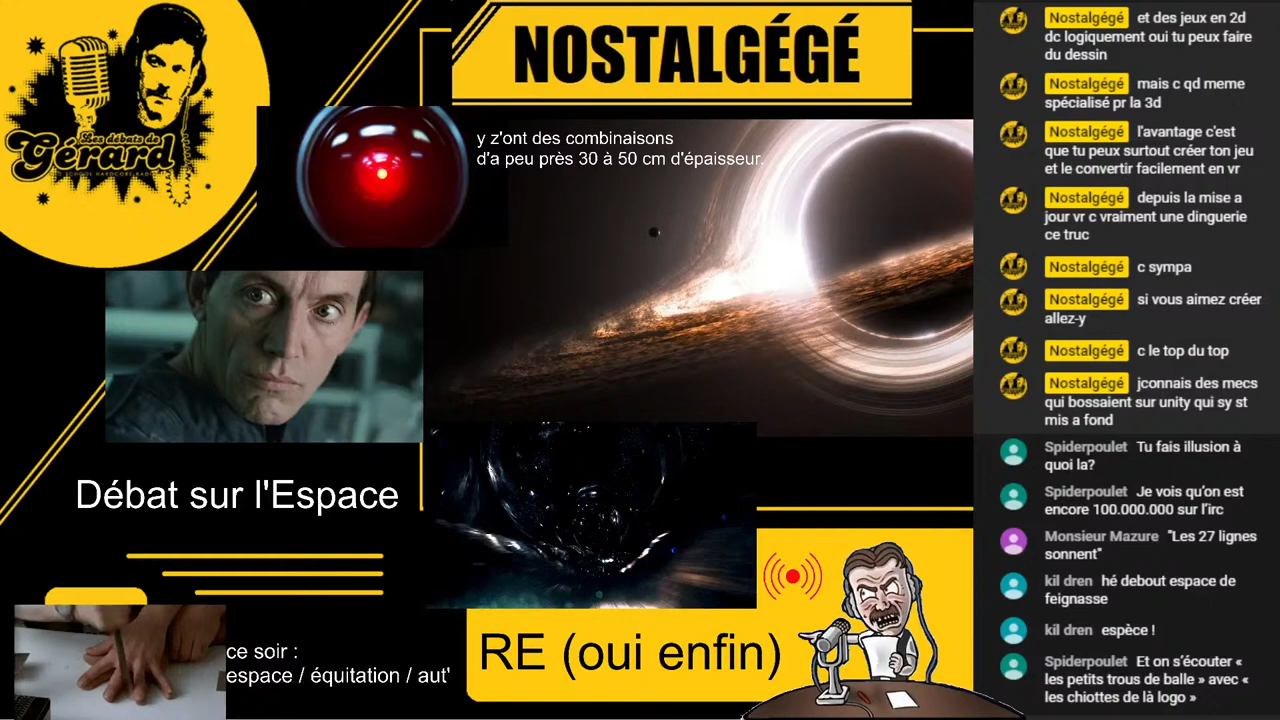 NOSTALGÉGÉ
Les débats de
Gérard
y z'ont des combinaisons
d'a peu près 30 à 50 cm d'épaisseur.
Débat sur l'Espace
ce soir :
espace / équitation / aut'
RE (oui enfin)
Nostalgégé et des jeux en 2d
dc logiquement oui tu peux faire
du dessin
Nostalgégé mais c qd meme
spécialisé pr la 3d
Nostalgégé l'avantage c'est
que tu peux surtout créer ton jeu
et le convertir facilement en vr
Nostalgégé depuis la mise a
jour vr c vraiment une dinguerie
ce truc
Nostalgégé c sympa
Nostalgégé si vous aimez créer
allez-y
Nostalgégé c le top du top
Nostalgégé jconnais des mecs
qui bossaient sur unity qui sy st
mis a fond
Spiderpoulet Tu fais illusion à
quoi la?
Spiderpoulet Je vois qu'on est
encore 100.000.000 sur l'irc
Monsieur Mazure "Les 27 lignes
sonnent"
kil dren hé debout espace de
feignasse
kil dren espèce !
Spiderpoulet Et on s'écouter «
les petits trous de balle » avec «
les chiottes de là logo »